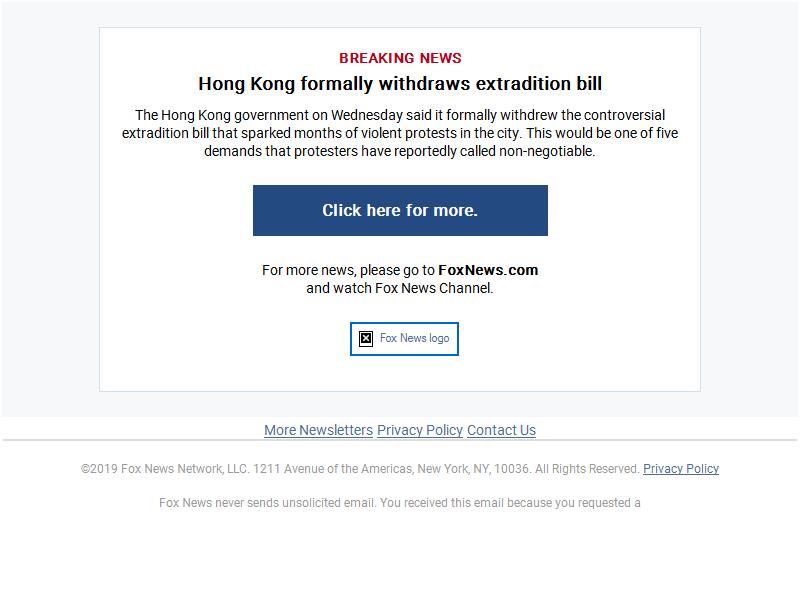 BREAKING NEWS
Hong Kong formally withdraws extradition bill
The Hong Kong government on Wednesday said it formally withdrew the controversial
extradition bill that sparked months of violent protests in the city. This would be one of five
demands that protesters have reportedly called non-negotiable.
Click here for more.
For more news, please go to FoxNews.com
and watch Fox News Channel.
Fox News logo
More Newsletters Privacy Policy Contact Us
©2019 Fox News Network, LLC. 1211 Avenue of the Americas, New York, NY, 10036. All Rights Reserved. Privacy Policy
Fox News never sends unsolicited email. You received this email because you requested a